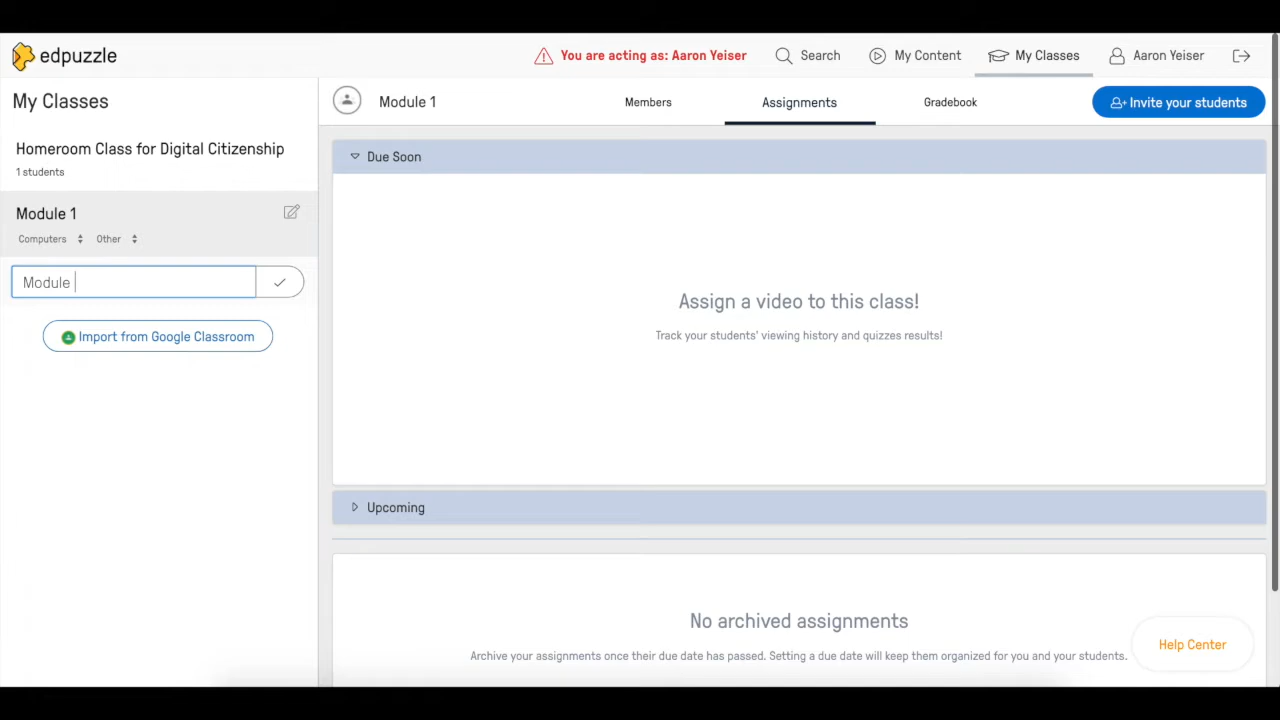 edpuzzle
You are acting as: Aaron Yeiser
Search
My Content
My Classes
Aaron Yeiser
My Classes
Homeroom Class for Digital Citizenship
1 students
Module 1
Computers
Other
Module
Import from Google Classroom
Module 1
Members
Assignments
Gradebook
Invite your students
Due Soon
Assign a video to this class!
Track your students' viewing history and quizzes results!
Upcoming
No archived assignments
Archive your assignments once their due date has passed. Setting a due date will keep them organized for you and your students.
Help Center